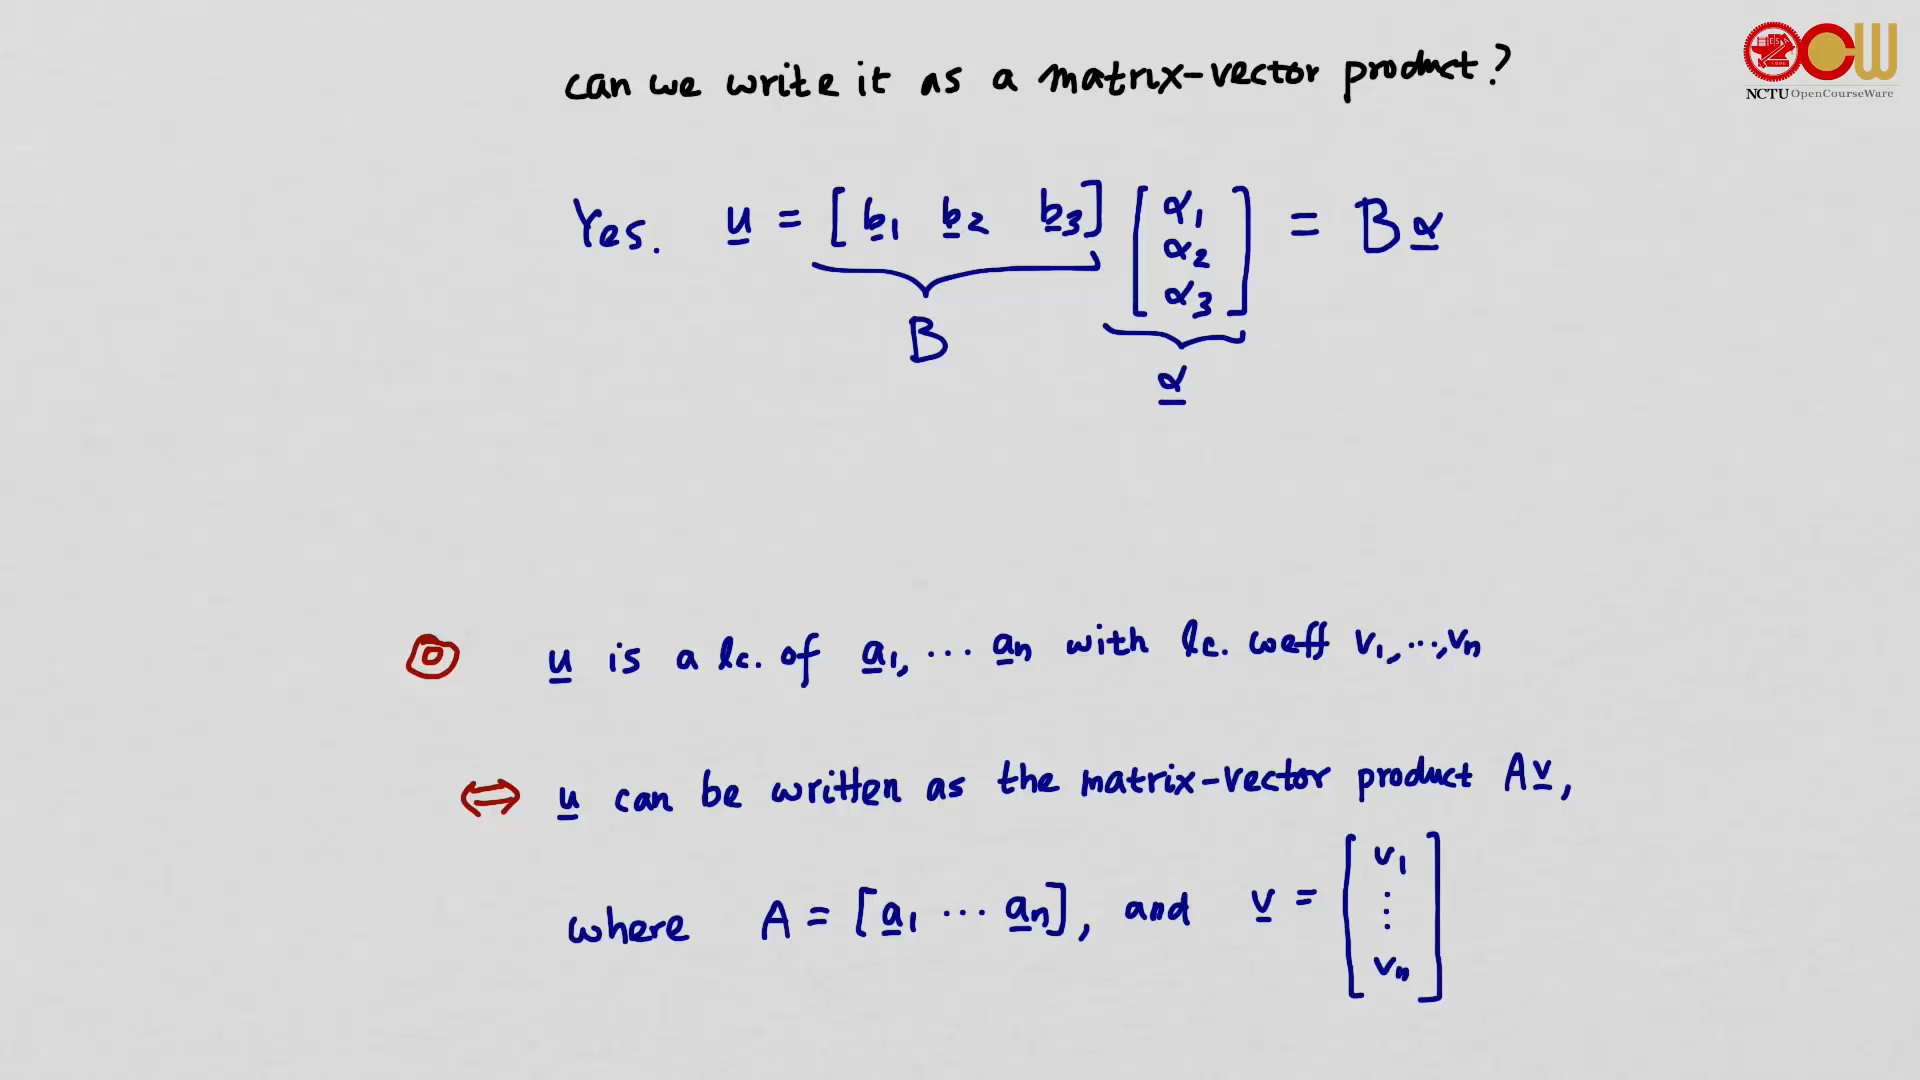 can we write it as a matrix-vector product?
NCTU OpenCourseWare
Yes. u = [b1 b2 b3] [α1 α2 α3] = Bα
B
α
u is a lc. of a1, ... an with lc. coeff v1, ..., vn
⇔ u can be written as the matrix-vector product Av,
where A = [a1 ... an], and v = [v1 ⋮ vn]